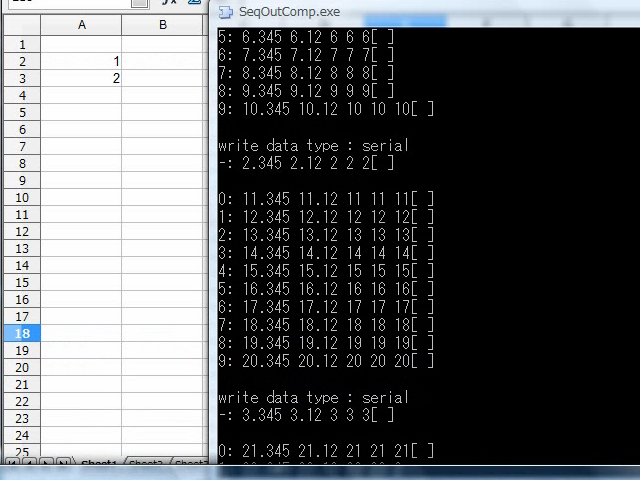 SeqOutComp.exe
A B
1
2 1
3 2
4
5
6
7
8
9
10
11
12
13
14
15
16
17
18
19
20
21
22
23
24
25
Sheet1 Sheet2
5: 6.345 6.12 6 6 6[ ]
6: 7.345 7.12 7 7 7[ ]
7: 8.345 8.12 8 8 8[ ]
8: 9.345 9.12 9 9 9[ ]
9: 10.345 10.12 10 10 10[ ]
write data type : serial
-: 2.345 2.12 2 2 2[ ]
0: 11.345 11.12 11 11 11[ ]
1: 12.345 12.12 12 12 12[ ]
2: 13.345 13.12 13 13 13[ ]
3: 14.345 14.12 14 14 14[ ]
4: 15.345 15.12 15 15 15[ ]
5: 16.345 16.12 16 16 16[ ]
6: 17.345 17.12 17 17 17[ ]
7: 18.345 18.12 18 18 18[ ]
8: 19.345 19.12 19 19 19[ ]
9: 20.345 20.12 20 20 20[ ]
write data type : serial
-: 3.345 3.12 3 3 3[ ]
0: 21.345 21.12 21 21 21[ ]